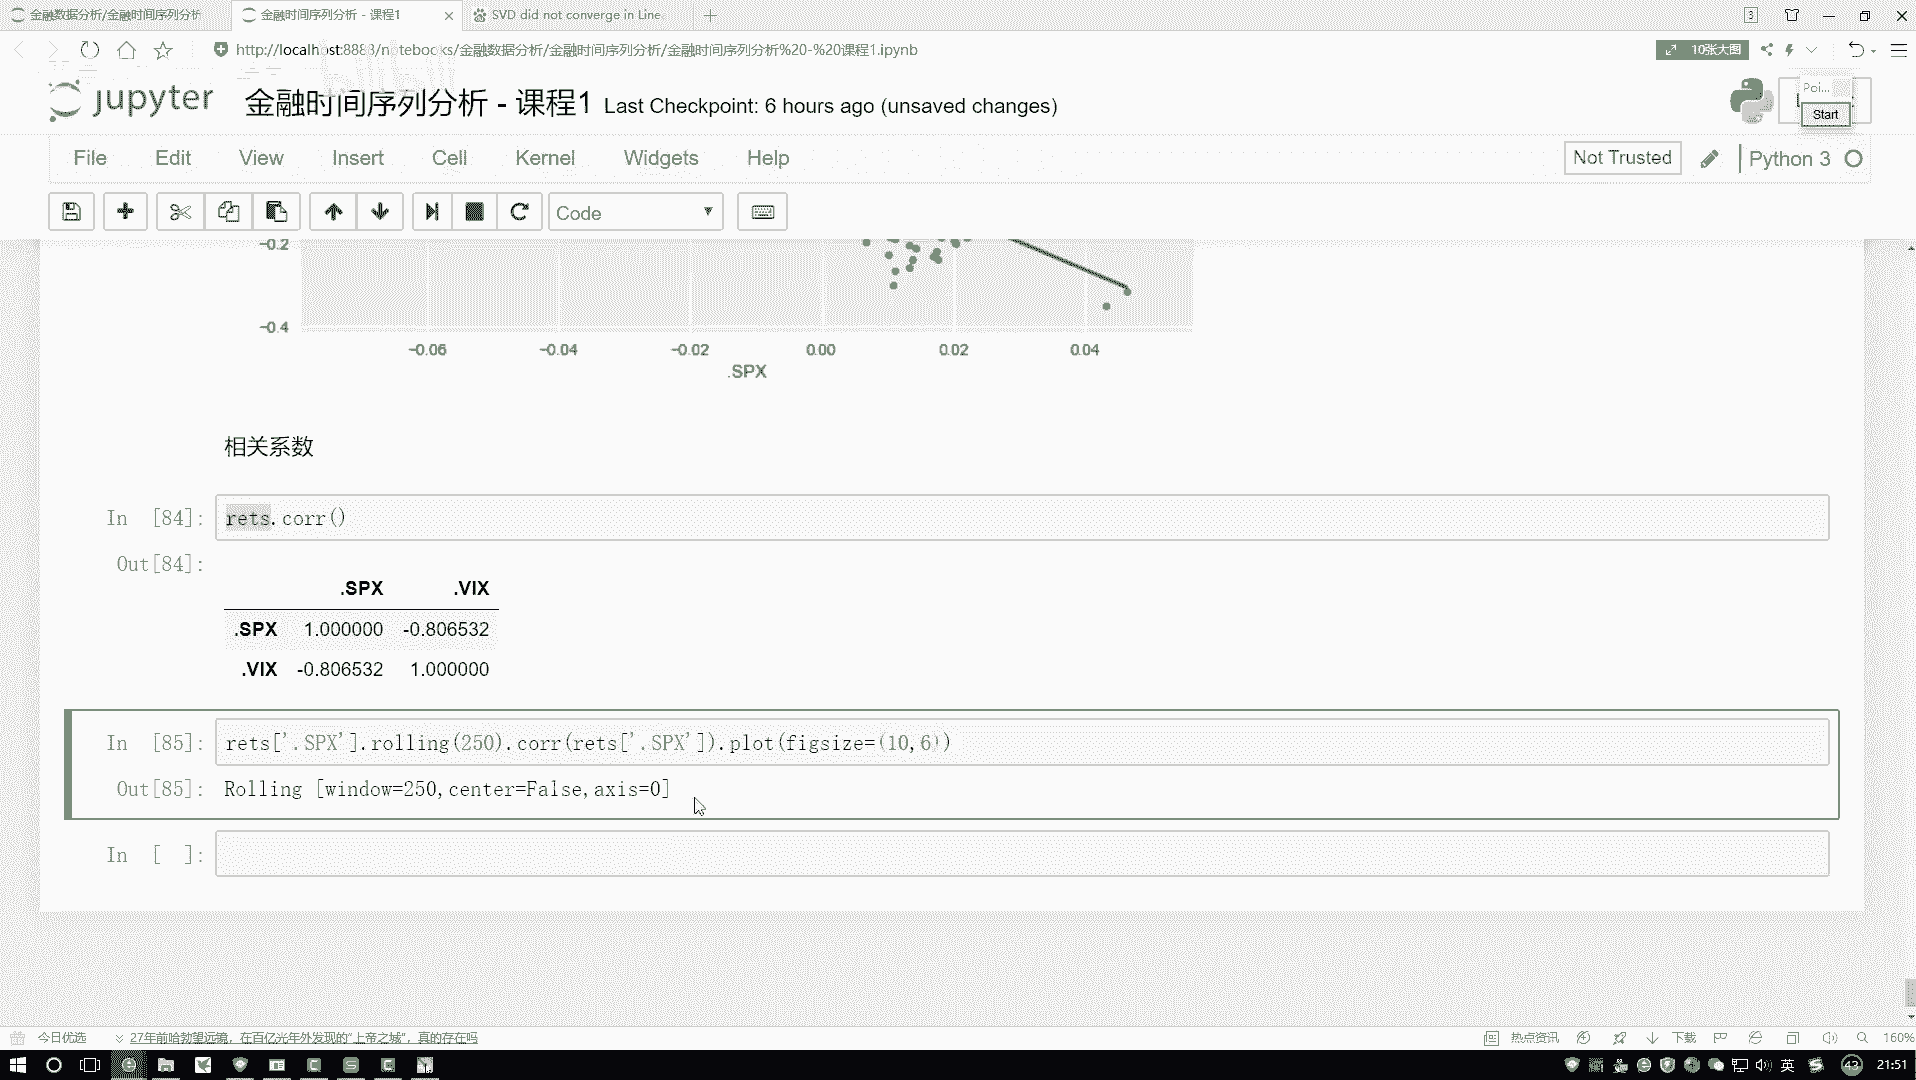 金融数据分析/金融时间序列分析
金融时间序列分析 - 课程1
SVD did not converge in Line
3
http://localhost:8888/notebooks/金融数据分析/金融时间序列分析/金融时间序列分析%20-%20课程1.ipynb
10张大图
jupyter
金融时间序列分析 - 课程1 Last Checkpoint: 6 hours ago (unsaved changes)
Poi...
Start
File Edit View Insert Cell Kernel Widgets Help
Not Trusted
Python 3
Code
−0.2
−0.4
−0.06 −0.04 −0.02 0.00 0.02 0.04
.SPX
相关系数
In [84]: rets.corr()
Out[84]:
.SPX .VIX
.SPX 1.000000 -0.806532
.VIX -0.806532 1.000000
In [85]: rets['.SPX'].rolling(250).corr(rets['.SPX']).plot(figsize=(10,6))
Out[85]: Rolling [window=250,center=False,axis=0]
In [ ]:
今日优选
27年前哈勃望远镜，在百亿光年外发现的"上帝之城"，真的存在吗
热点资讯
下载
160%
英
43
21:51